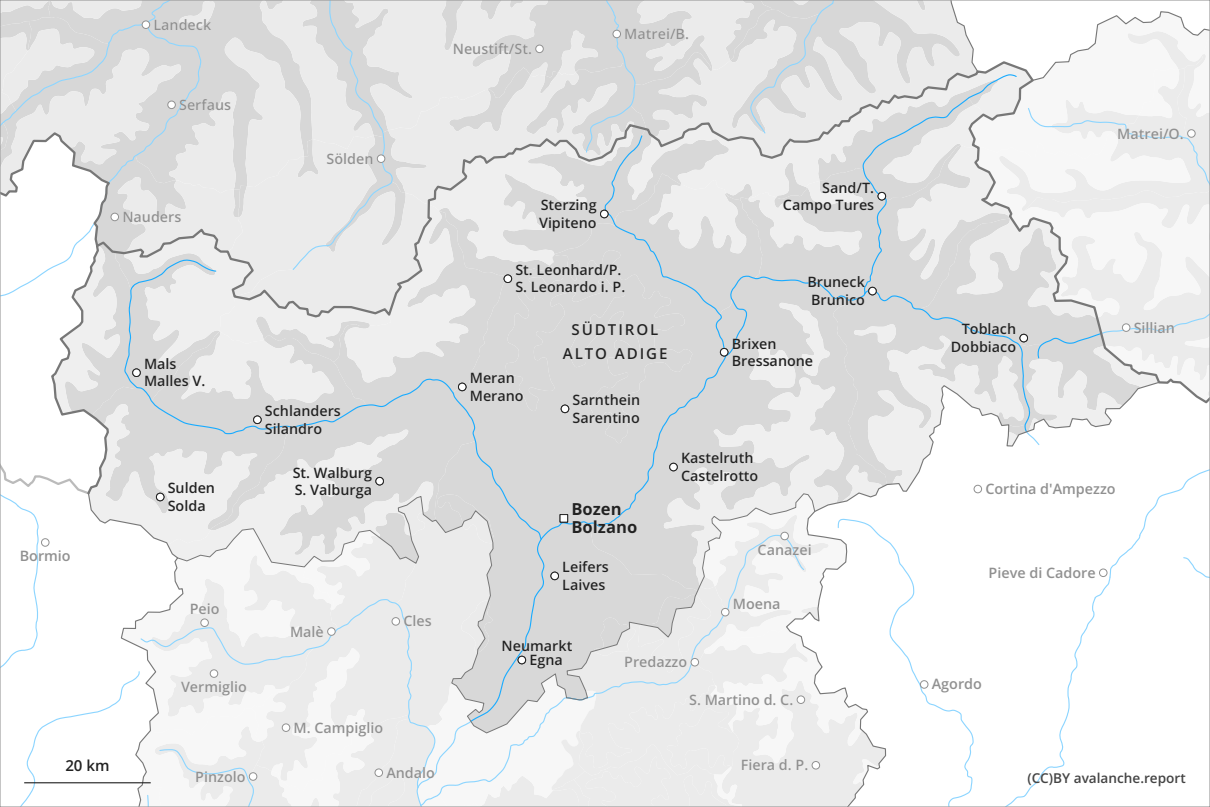 Landeck
Matrei/B.
Neustift/St.
Serfaus
Matrei/O.
Sölden
Sand/T.
Campo Tures
Nauders
Sterzing
Vipiteno
St. Leonhard/P.
S. Leonardo i. P.
Bruneck
Brunico
SÜDTIROL
ALTO ADIGE
Toblach
Dobbiaco
Sillian
Brixen
Bressanone
Mals
Malles V.
Meran
Merano
Sarnthein
Sarentino
Schlanders
Silandro
Kastelruth
Castelrotto
St. Walburg
S. Valburga
Sulden
Solda
Cortina d'Ampezzo
Bozen
Bolzano
Bormio
Canazei
Leifers
Laives
Pieve di Cadore
Peio
Moena
Malè
Cles
Neumarkt
Egna
Predazzo
Vermiglio
Agordo
S. Martino d. C.
M. Campiglio
20 km
Fiera d. P.
Pinzolo
Andalo
(CC)BY avalanche.report